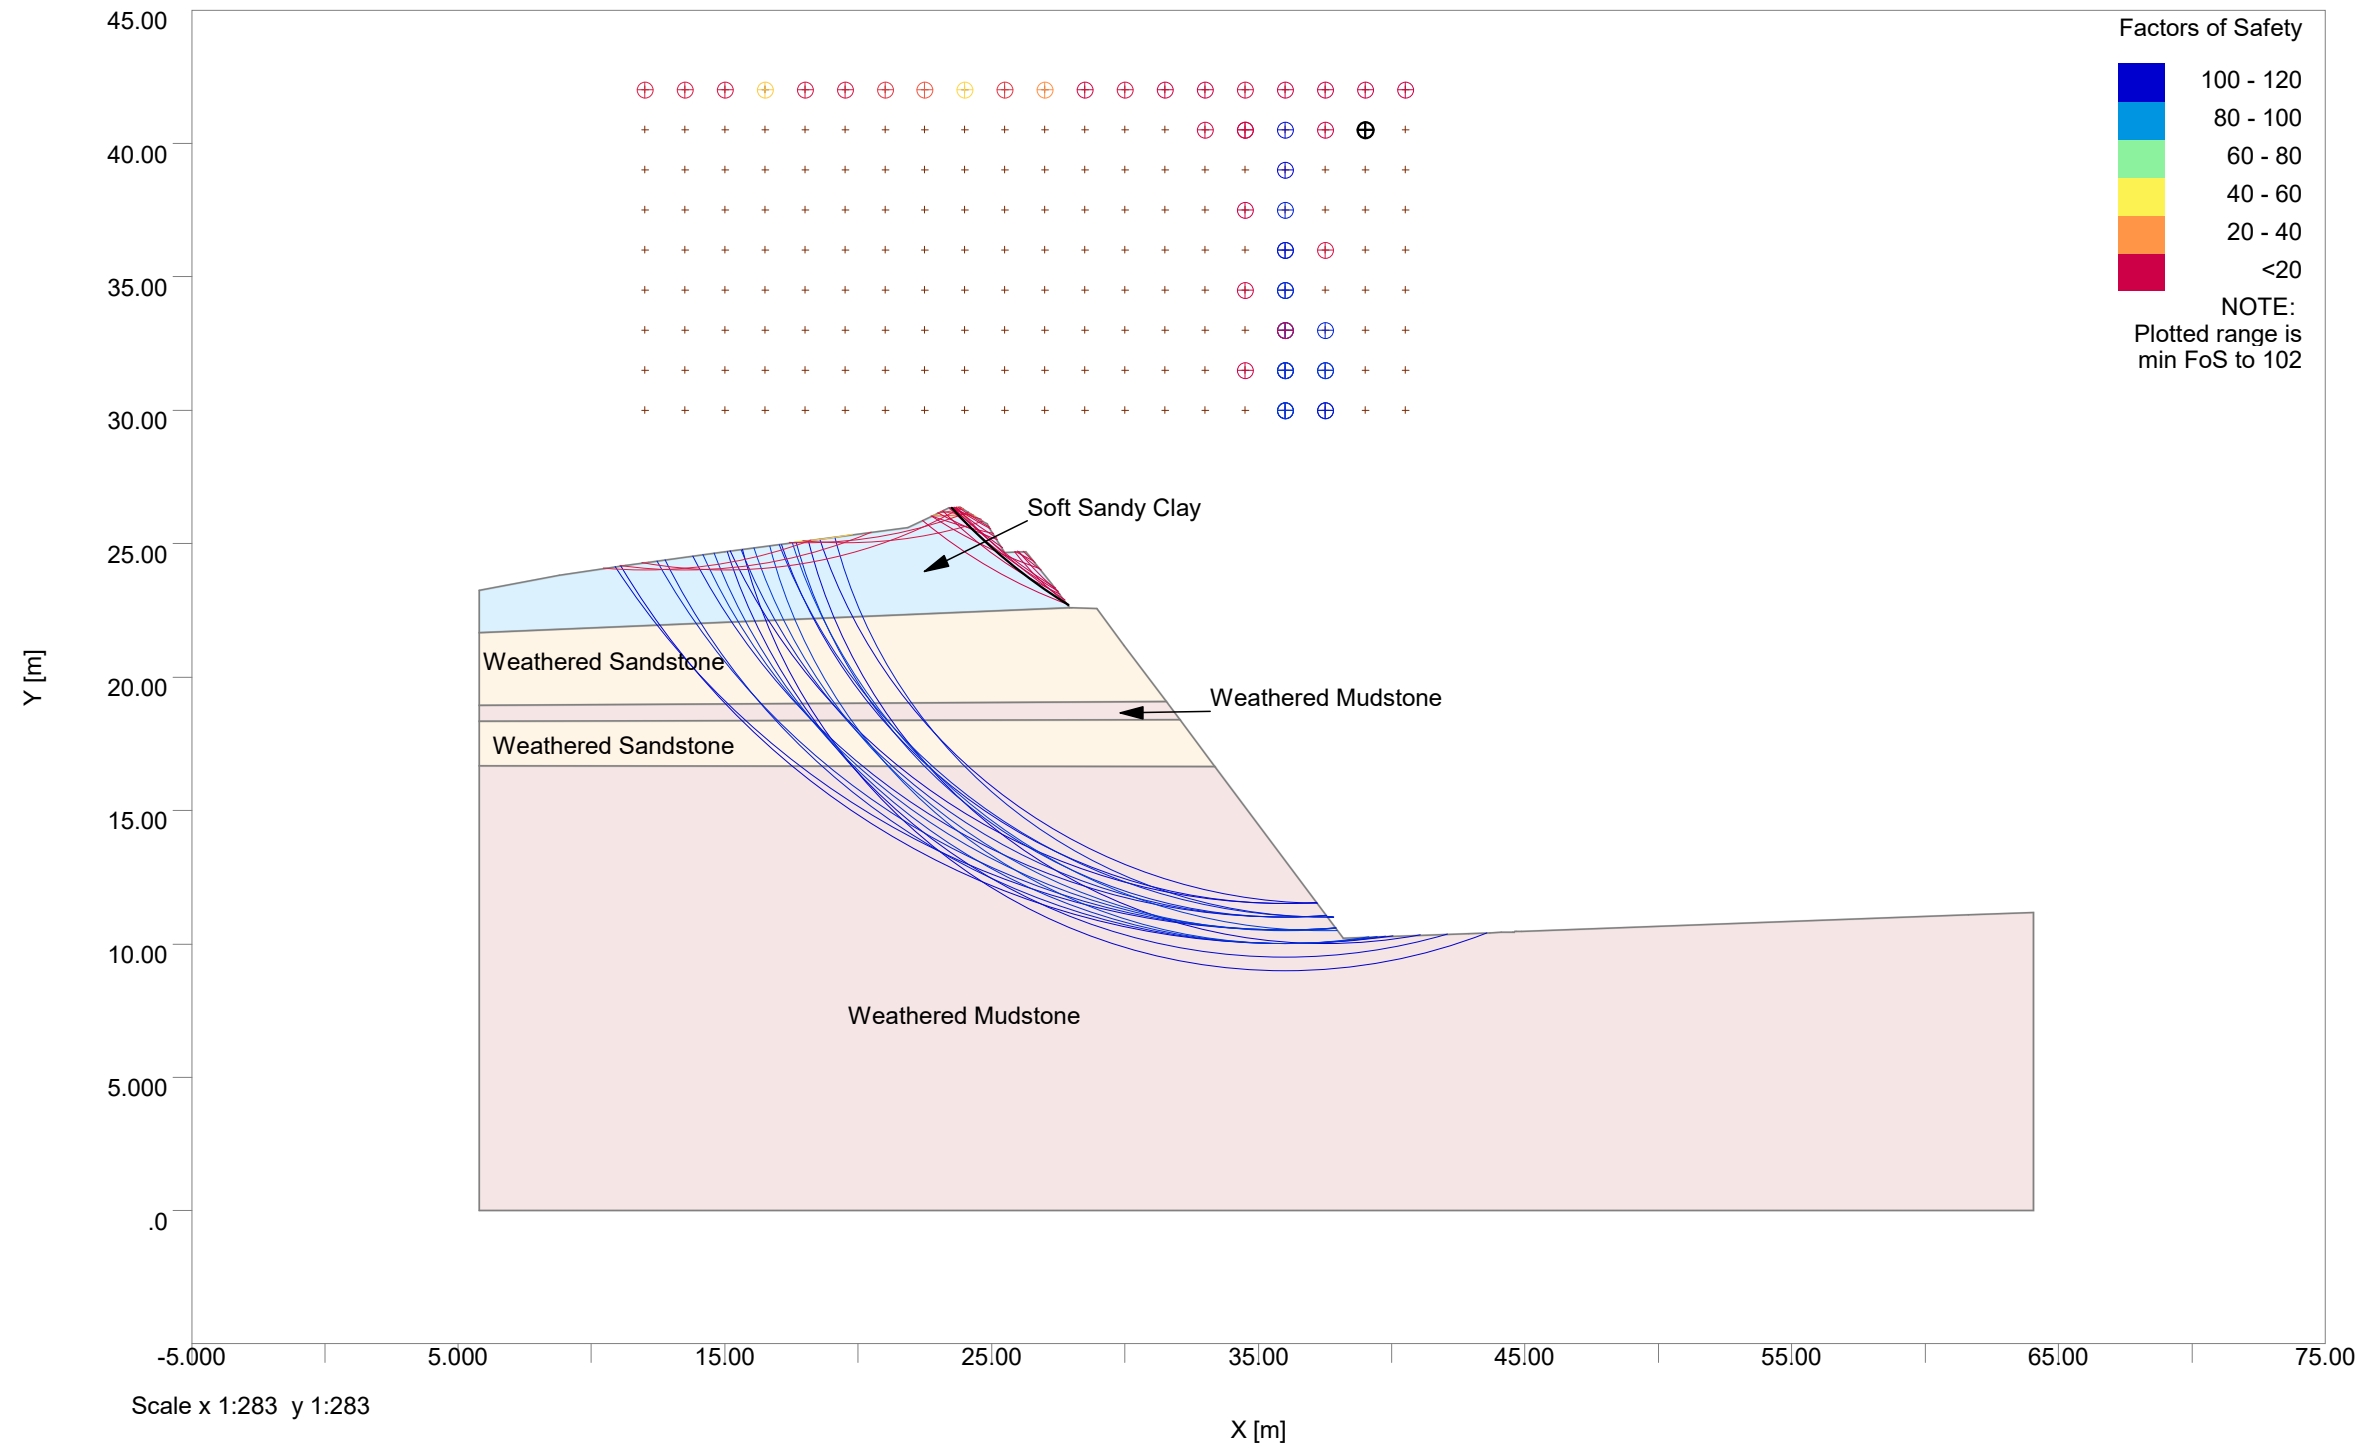 45.00
40.00
35.00
30.00
25.00
20.00
15.00
10.00
5.000
.0
Y [m]
Factors of Safety
100 - 120
80 - 100
60 - 80
40 - 60
20 - 40
<20
NOTE:
Plotted range is
min FoS to 102
Soft Sandy Clay
Weathered Sandstone
Weathered Mudstone
Weathered Sandstone
Weathered Mudstone
-5.000 5.000 15.00 25.00 35.00 45.00 55.00 65.00 75.00
Scale x 1:283 y 1:283
X [m]